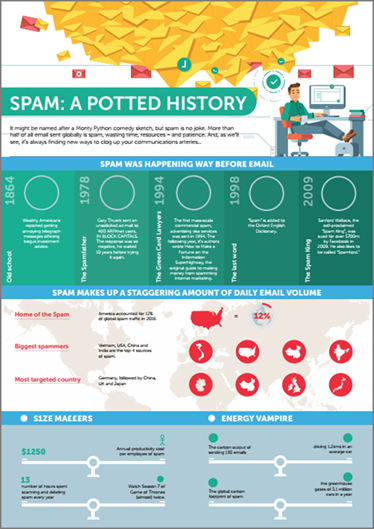 SPAM: A POTTED HISTORY
It might be named after a Monty Python comedy sketch, but spam is no joke. More than
half of all email sent globally is spam, wasting time, resources – and patience. And, as we'll
see, it's always finding new ways to clog up your communications arteries...
SPAM WAS HAPPENING WAY BEFORE EMAIL
1864
Old school
Wealthy Americans
reported getting
annoying telegraph
messages offering
bogus investment
advice.
1978
The Spamfather
Gary Thuerk sent an
unsolicited ad mail to
400 ARPAnet users,
IN BLOCK CAPITALS.
The response was so
negative, he waited
10 years before trying
it again.
1994
The Green Card Lawyers
The first mass-scale
commercial spam,
advertising law services
was sent in 1994. The
following year, it's authors
wrote How to Make a
Fortune on the
Information
Superhighway, the
original guide to making
money from spamming
Internet marketing.
1998
The last word
"Spam" is added to
the Oxford English
Dictionary.
2009
The Spam King
Sanford Wallace, the
self-proclaimed
"Spam King", was
sued for over $700m
by Facebook in
2009. He also likes to
be called "Spamford."
SPAM MAKES UP A STAGGERING AMOUNT OF DAILY EMAIL VOLUME
Home of the Spam
America accounted for 12%
of global spam traffic in 2016
= 12%
Biggest spammers
Vietnam, USA, China and
India are the top 4 sources
of spam.
Most targeted country
Germany, followed by China,
UK and Japan
S1ZE MA££ERS
$1250
Annual productivity cost
per employee of spam
13
number of hours spent
scanning and deleting
spam every year
Watch Season 7 of
Game of Thrones
(almost) twice.
ENERGY VAMPIRE
The carbon output of
sending 150 emails
driving 1.2kms in an
average car
The global carbon
footprint of spam
the greenhouse
gases of 3.1 million
cars in a year